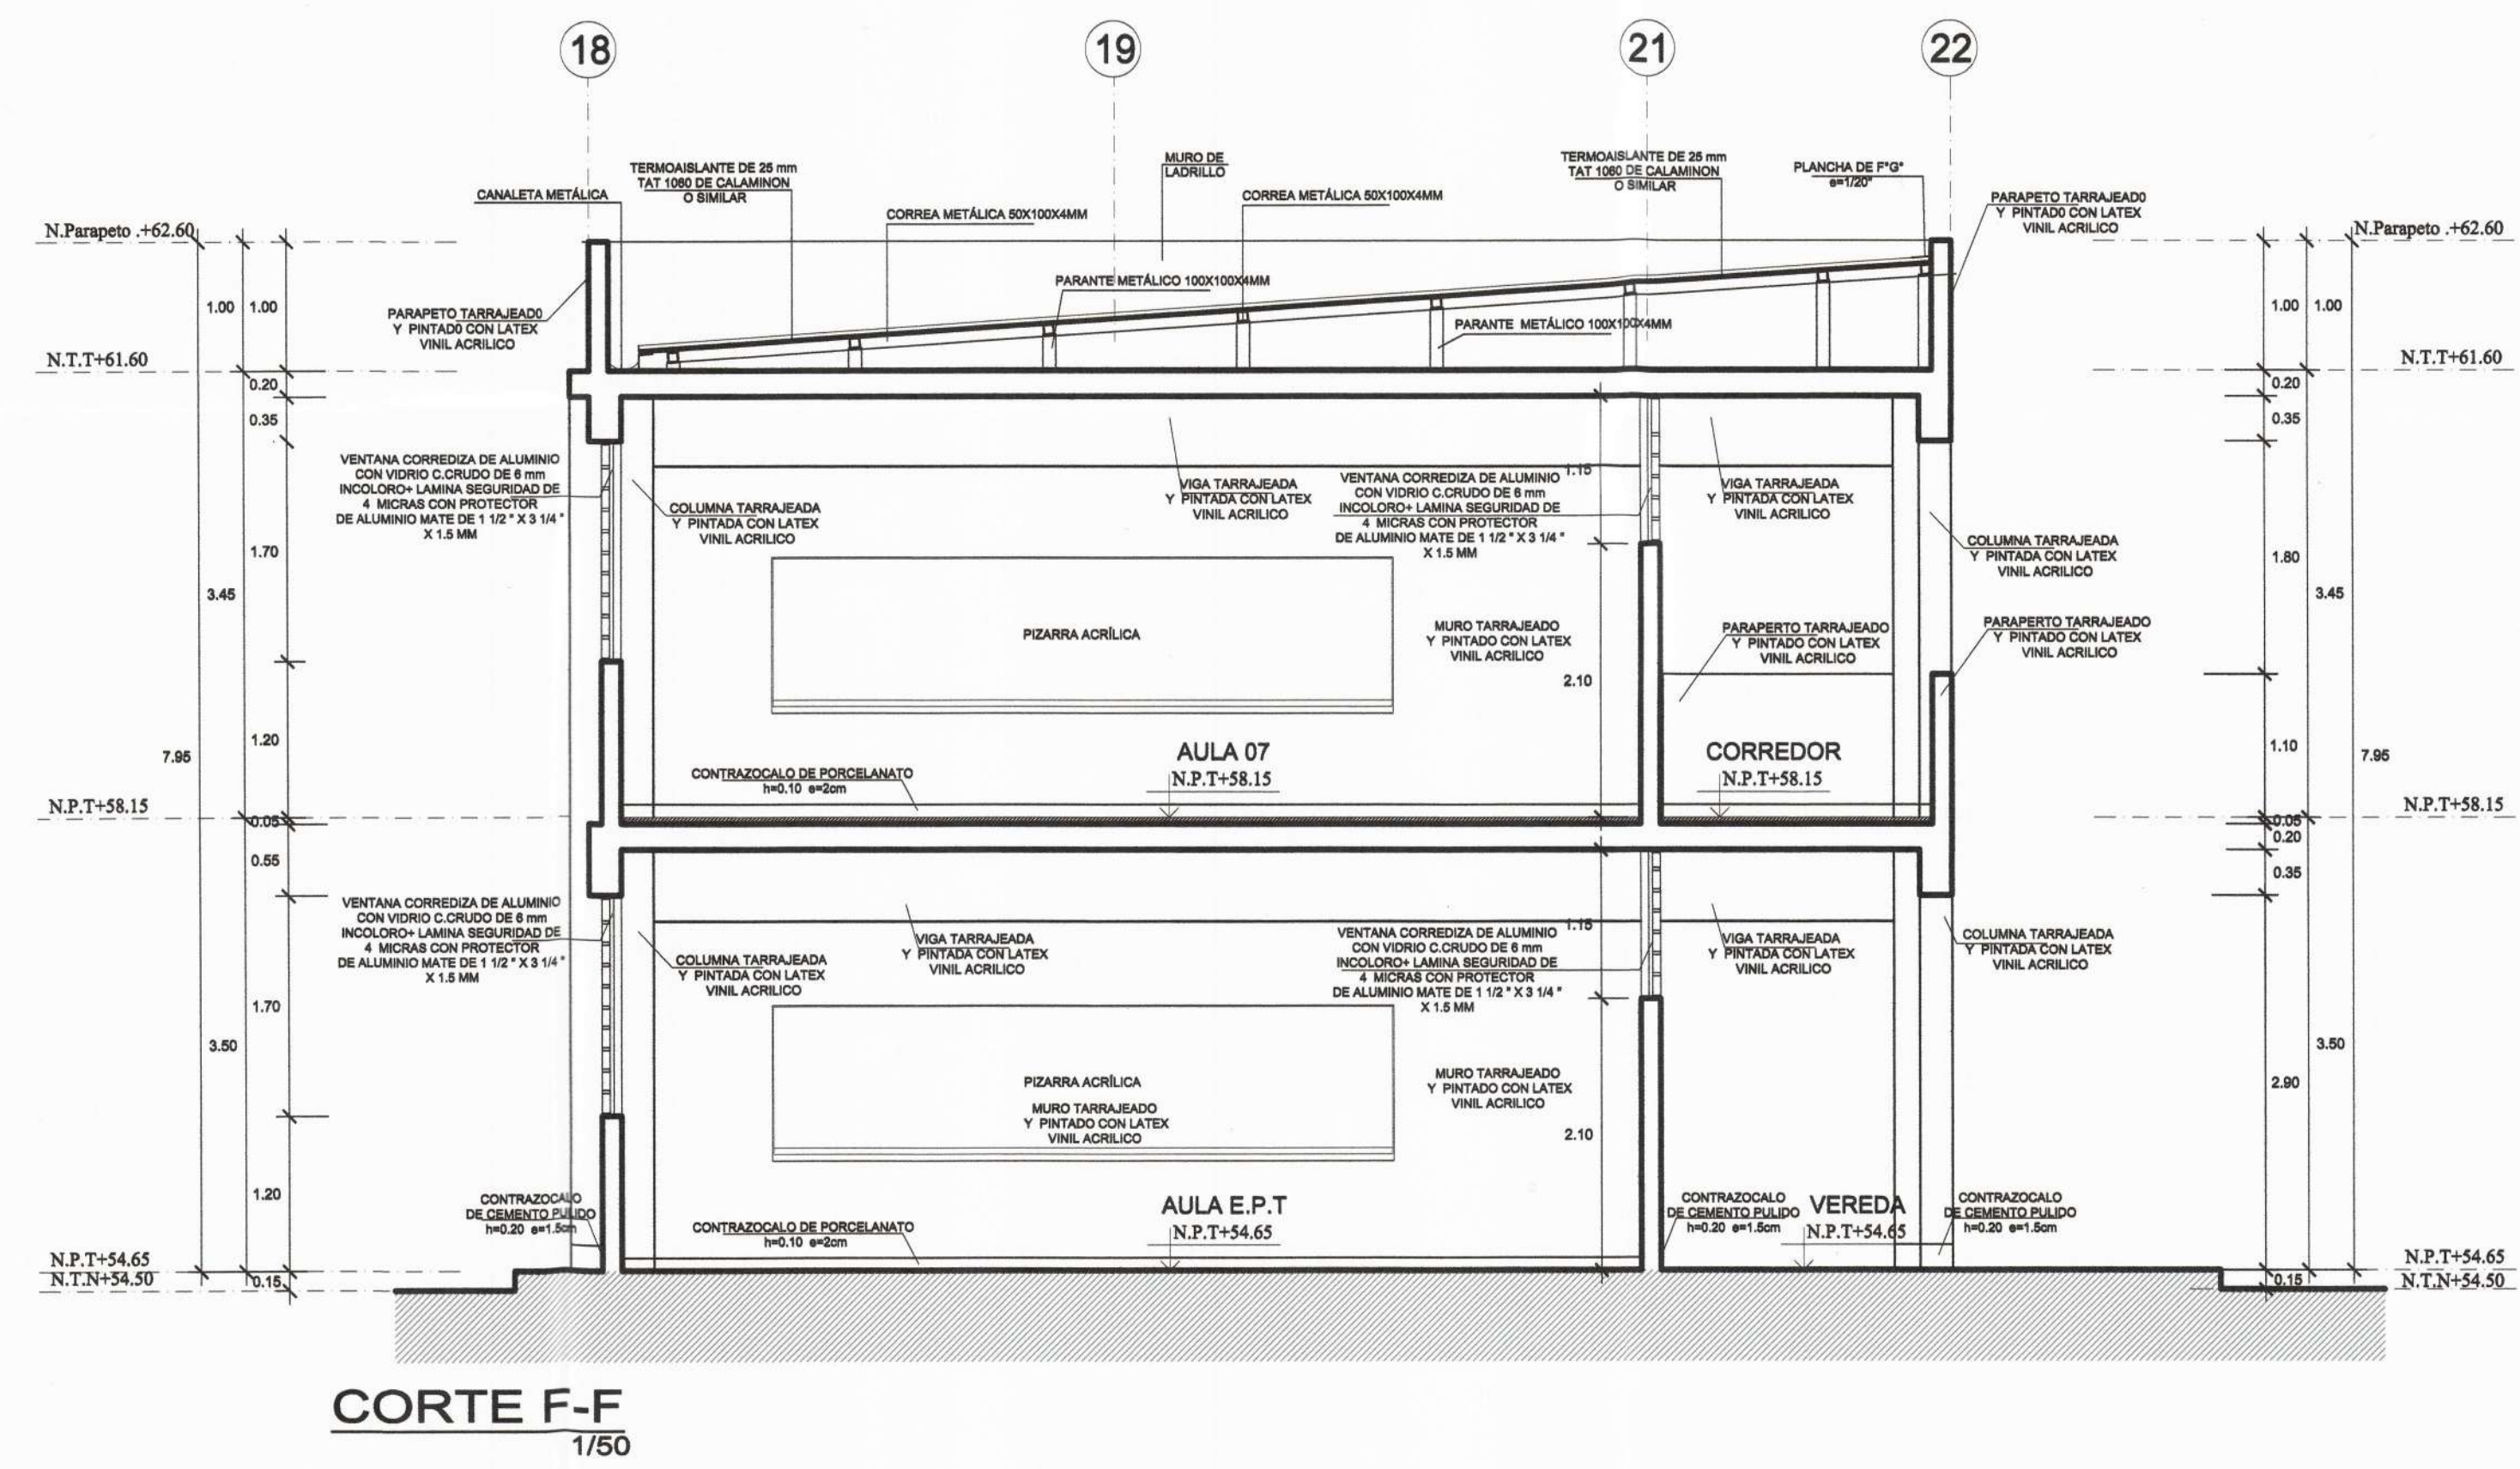 18
19
21
22
TERMOAISLANTE DE 25 mm
TAT 1060 DE CALAMINON
O SIMILAR
CANALETA METÁLICA
CORREA METÁLICA 50X100X4MM
MURO DE
LADRILLO
CORREA METÁLICA 50X100X4MM
TERMOAISLANTE DE 25 mm
TAT 1060 DE CALAMINON
O SIMILAR
PLANCHA DE F°G°
e=1/20"
PARAPETO TARRAJEADO
Y PINTADO CON LATEX
VINIL ACRILICO
N.Parapeto .+62.60
N.Parapeto .+62.60
PARANTE METÁLICO 100X100X4MM
PARANTE METÁLICO 100X100X4MM
1.00
1.00
PARAPETO TARRAJEADO
Y PINTADO CON LATEX
VINIL ACRILICO
1.00
1.00
N.T.T+61.60
N.T.T+61.60
0.20
0.35
0.20
0.35
VENTANA CORREDIZA DE ALUMINIO
CON VIDRIO C.CRUDO DE 6 mm
INCOLORO+ LAMINA SEGURIDAD DE
4 MICRAS CON PROTECTOR
DE ALUMINIO MATE DE 1 1/2 " X 3 1/4 "
X 1.5 MM
COLUMNA TARRAJEADA
Y PINTADA CON LATEX
VINIL ACRILICO
VIGA TARRAJEADA
Y PINTADA CON LATEX
VINIL ACRILICO
VENTANA CORREDIZA DE ALUMINIO
CON VIDRIO C.CRUDO DE 6 mm
INCOLORO+ LAMINA SEGURIDAD DE
4 MICRAS CON PROTECTOR
DE ALUMINIO MATE DE 1 1/2 " X 3 1/4 "
X 1.5 MM
1.15
VIGA TARRAJEADA
Y PINTADA CON LATEX
VINIL ACRILICO
COLUMNA TARRAJEADA
Y PINTADA CON LATEX
VINIL ACRILICO
1.70
3.45
1.80
3.45
PIZARRA ACRÍLICA
MURO TARRAJEADO
Y PINTADO CON LATEX
VINIL ACRILICO
2.10
PARAPERTO TARRAJEADO
Y PINTADO CON LATEX
VINIL ACRILICO
PARAPERTO TARRAJEADO
Y PINTADO CON LATEX
VINIL ACRILICO
7.95
1.20
1.10
7.95
AULA 07
N.P.T+58.15
CORREDOR
N.P.T+58.15
CONTRAZOCALO DE PORCELANATO
h=0.10 e=2cm
N.P.T+58.15
N.P.T+58.15
0.05
0.55
0.05
0.20
0.35
VENTANA CORREDIZA DE ALUMINIO
CON VIDRIO C.CRUDO DE 6 mm
INCOLORO+ LAMINA SEGURIDAD DE
4 MICRAS CON PROTECTOR
DE ALUMINIO MATE DE 1 1/2 " X 3 1/4 "
X 1.5 MM
COLUMNA TARRAJEADA
Y PINTADA CON LATEX
VINIL ACRILICO
VIGA TARRAJEADA
Y PINTADA CON LATEX
VINIL ACRILICO
VENTANA CORREDIZA DE ALUMINIO
CON VIDRIO C.CRUDO DE 6 mm
INCOLORO+ LAMINA SEGURIDAD DE
4 MICRAS CON PROTECTOR
DE ALUMINIO MATE DE 1 1/2 " X 3 1/4 "
X 1.5 MM
1.15
VIGA TARRAJEADA
Y PINTADA CON LATEX
VINIL ACRILICO
COLUMNA TARRAJEADA
Y PINTADA CON LATEX
VINIL ACRILICO
1.70
3.50
2.90
3.50
PIZARRA ACRÍLICA
MURO TARRAJEADO
Y PINTADO CON LATEX
VINIL ACRILICO
MURO TARRAJEADO
Y PINTADO CON LATEX
VINIL ACRILICO
2.10
1.20
CONTRAZOCALO
DE CEMENTO PULIDO
h=0.20 e=1.5cm
CONTRAZOCALO DE PORCELANATO
h=0.10 e=2cm
AULA E.P.T
N.P.T+54.65
CONTRAZOCALO
DE CEMENTO PULIDO
h=0.20 e=1.5cm
VEREDA
N.P.T+54.65
CONTRAZOCALO
DE CEMENTO PULIDO
h=0.20 e=1.5cm
N.P.T+54.65
N.T.N+54.50
0.15
0.15
N.P.T+54.65
N.T.N+54.50
CORTE F-F
1/50